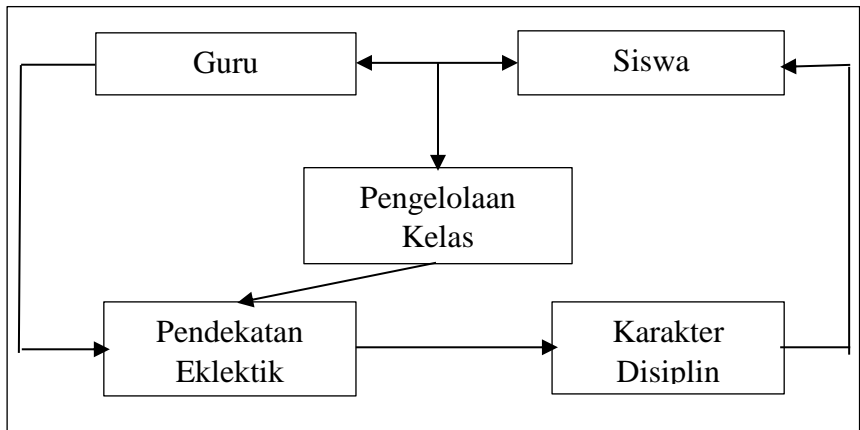 Guru
Siswa
Pengelolaan
Kelas
Pendekatan
Eklektik
Karakter
Disiplin